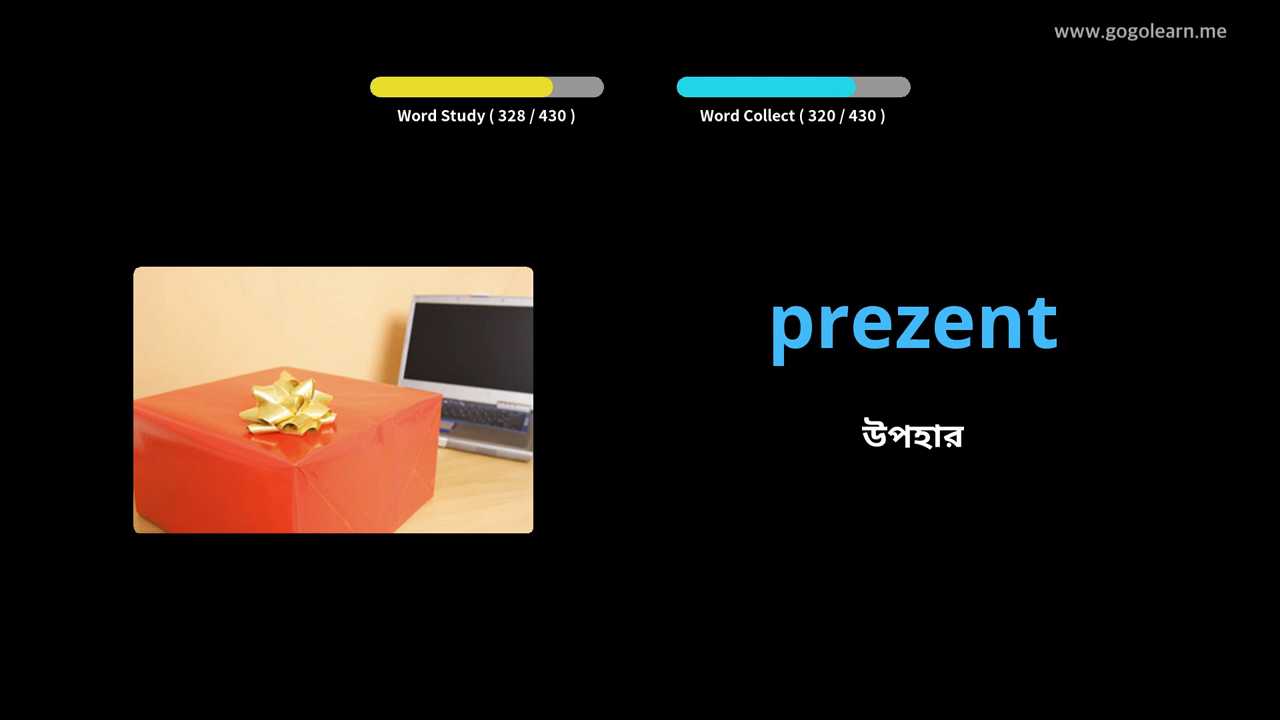 www.gogolearn.me
Word Study ( 328 / 430 )
Word Collect ( 320 / 430 )
prezent
উপহার